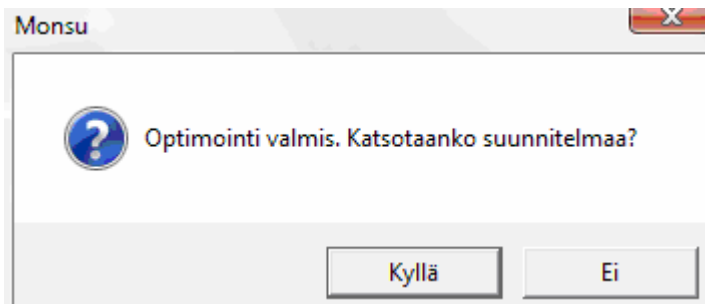 Monsu
Optimointi valmis. Katsotaanko suunnitelmaa?
Kyllä
Ei